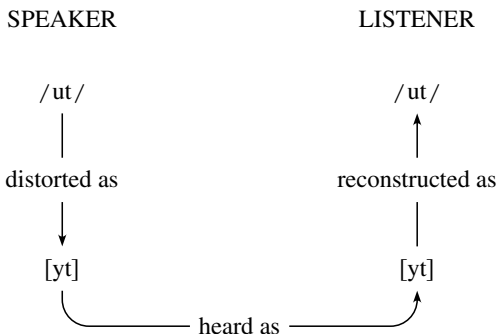 SPEAKER LISTENER
/ut/ /ut/
distorted as reconstructed as
[yt] [yt]
heard as